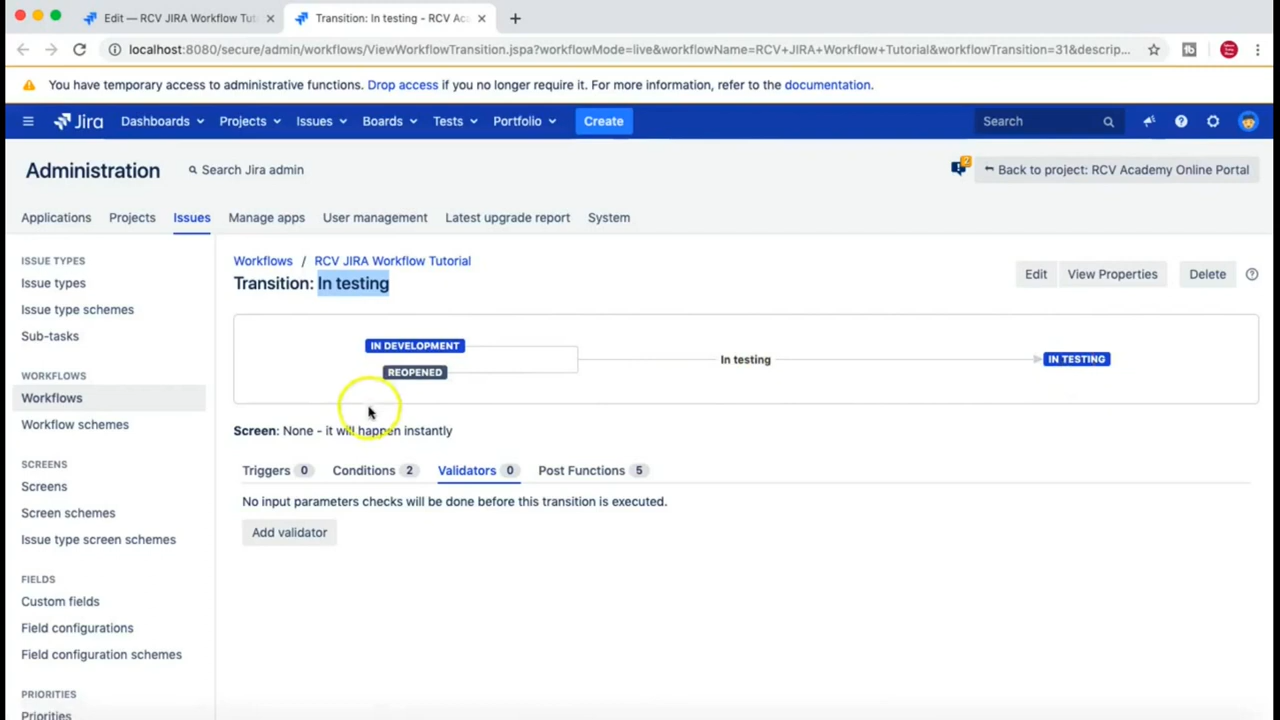 Edit — RCV JIRA Workflow Tut
Transition: In testing - RCV Ac
localhost:8080/secure/admin/workflows/ViewWorkflowTransition.jspa?workflowMode=live&workflowName=RCV+JIRA+Workflow+Tutorial&workflowTransition=31&descrip...
You have temporary access to administrative functions. Drop access if you no longer require it. For more information, refer to the documentation.
Jira Dashboards Projects Issues Boards Tests Portfolio Create Search
Administration Search Jira admin 2 Back to project: RCV Academy Online Portal
Applications Projects Issues Manage apps User management Latest upgrade report System
ISSUE TYPES
Issue types
Issue type schemes
Sub-tasks
WORKFLOWS
Workflows
Workflow schemes
SCREENS
Screens
Screen schemes
Issue type screen schemes
FIELDS
Custom fields
Field configurations
Field configuration schemes
PRIORITIES
Priorities
Workflows / RCV JIRA Workflow Tutorial
Transition: In testing
Edit View Properties Delete
IN DEVELOPMENT
REOPENED
In testing
IN TESTING
Screen: None - it will happen instantly
Triggers 0 Conditions 2 Validators 0 Post Functions 5
No input parameters checks will be done before this transition is executed.
Add validator